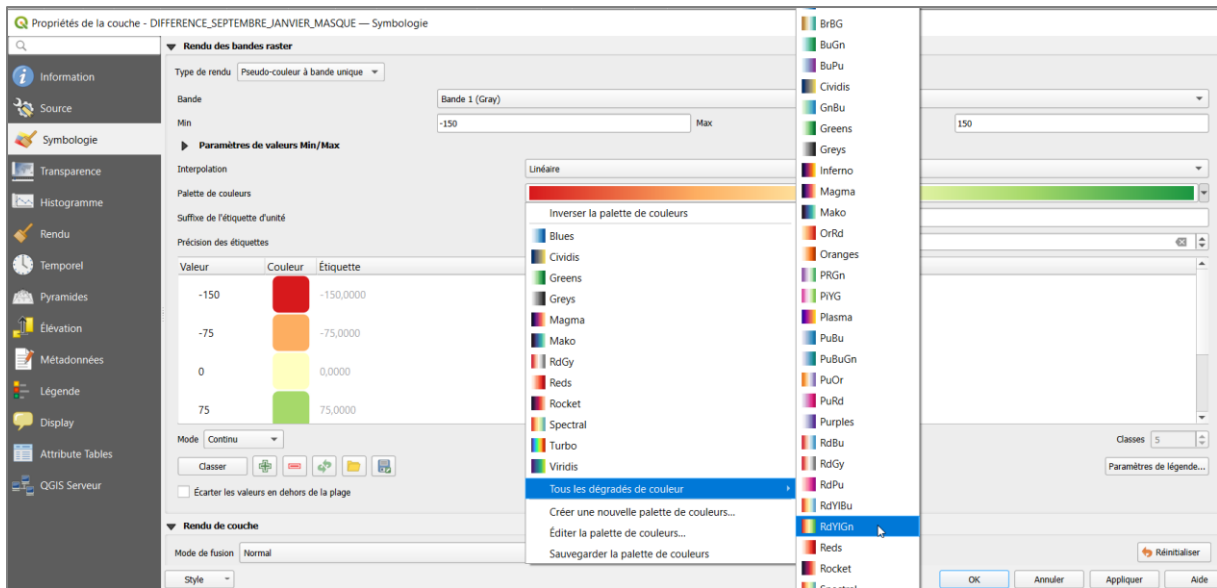 Propriétés de la couche - DIFFERENCE_SEPTEMBRE_JANVIER_MASQUE — Symbologie
Information
Source
Symbologie
Transparence
Histogramme
Rendu
Temporel
Pyramides
Élévation
Métadonnées
Légende
Display
Attribute Tables
QGIS Serveur
Rendu des bandes raster
Type de rendu Pseudo-couleur à bande unique
Bande Bande 1 (Gray)
Min -150 Max 150
Paramètres de valeurs Min/Max
Interpolation Linéaire
Palette de couleurs
Suffixe de l'étiquette d'unité
Précision des étiquettes
Valeur Couleur Étiquette
-150 -150,0000
-75 -75,0000
0 0,0000
75 75,0000
Mode Continu Classes 5
Classer Paramètres de légende...
Écarter les valeurs en dehors de la plage
Rendu de couche
Mode de fusion Normal Réinitialiser
Style OK Annuler Appliquer Aide
Inverser la palette de couleurs
Blues
Cividis
Greens
Greys
Magma
Mako
RdGy
Reds
Rocket
Spectral
Turbo
Viridis
Tous les dégradés de couleur
Créer une nouvelle palette de couleurs...
Éditer la palette de couleurs...
Sauvegarder la palette de couleurs
BrBG
BuGn
BuPu
Cividis
GnBu
Greens
Greys
Inferno
Magma
Mako
OrRd
Oranges
PRGn
PiYG
Plasma
PuBu
PuBuGn
PuOr
PuRd
Purples
RdBu
RdGy
RdPu
RdYlBu
RdYlGn
Reds
Rocket